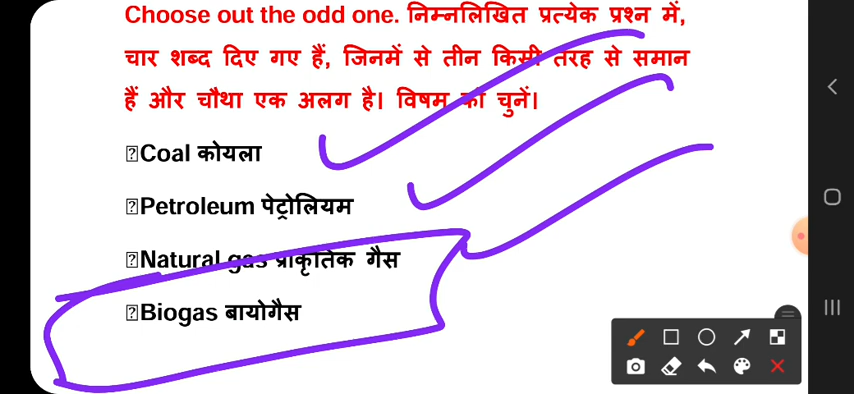 Choose out the odd one. निम्नलिखित प्रत्येक प्रश्न में,
चार शब्द दिए गए हैं, जिनमें से तीन किसी तरह से समान
हैं और चौथा एक अलग है। विषम को चुनें।
Coal कोयला
Petroleum पेट्रोलियम
Natural gas प्राकृतिक गैस
Biogas बायोगैस